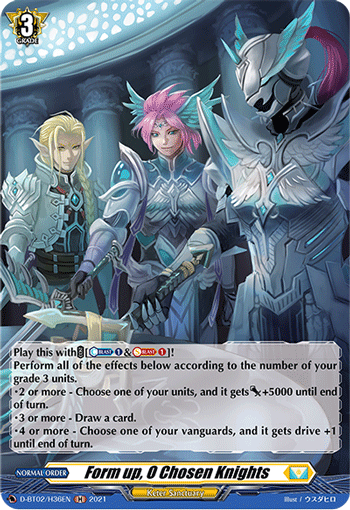 3
GRADE
Play this with [BLAST 1 & BLAST 1]!
Perform all of the effects below according to the number of your
grade 3 units.
•2 or more - Choose one of your units, and it gets +5000 until end
of turn.
•3 or more - Draw a card.
•4 or more - Choose one of your vanguards, and it gets drive +1
until end of turn.
NORMAL ORDER
Form up, O Chosen Knights
Keter Sanctuary
D-BT02/H36EN H 2021
Illust / ウスダヒロ